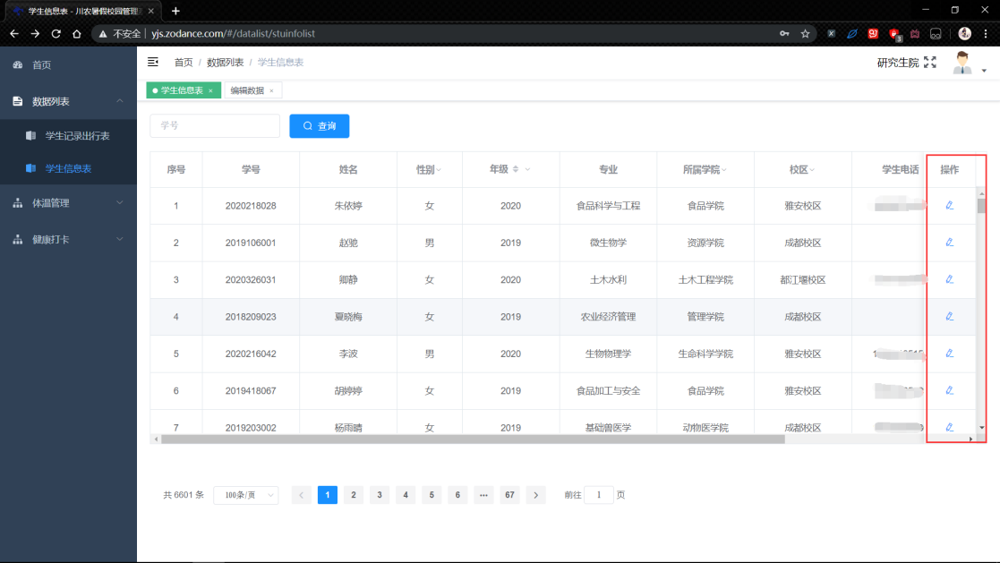 学生信息表 - 川农暑假校园管理
不安全 | yjs.zodance.com/#/datalist/stuinfolist
3
首页
数据列表
学生记录出行表
学生信息表
体温管理
健康打卡
首页 / 数据列表 / 学生信息表
研究生院
学生信息表 ×
编辑数据 ×
学号
查询
序号 学号 姓名 性别 年级 专业 所属学院 校区 学生电话 操作
1 2020218028 朱依婷 女 2020 食品科学与工程 食品学院 雅安校区
2 2019106001 赵驰 男 2019 微生物学 资源学院 成都校区
3 2020326031 卿静 女 2020 土木水利 土木工程学院 都江堰校区
4 2018209023 夏晓梅 女 2019 农业经济管理 管理学院 成都校区
5 2020216042 李波 男 2020 生物物理学 生命科学学院 雅安校区
6 2019418067 胡婷婷 女 2019 食品加工与安全 食品学院 雅安校区
7 2019203002 杨雨晴 女 2019 基础兽医学 动物医学院 成都校区
共 6601 条 100条/页 1 2 3 4 5 6 ••• 67 前往 1 页